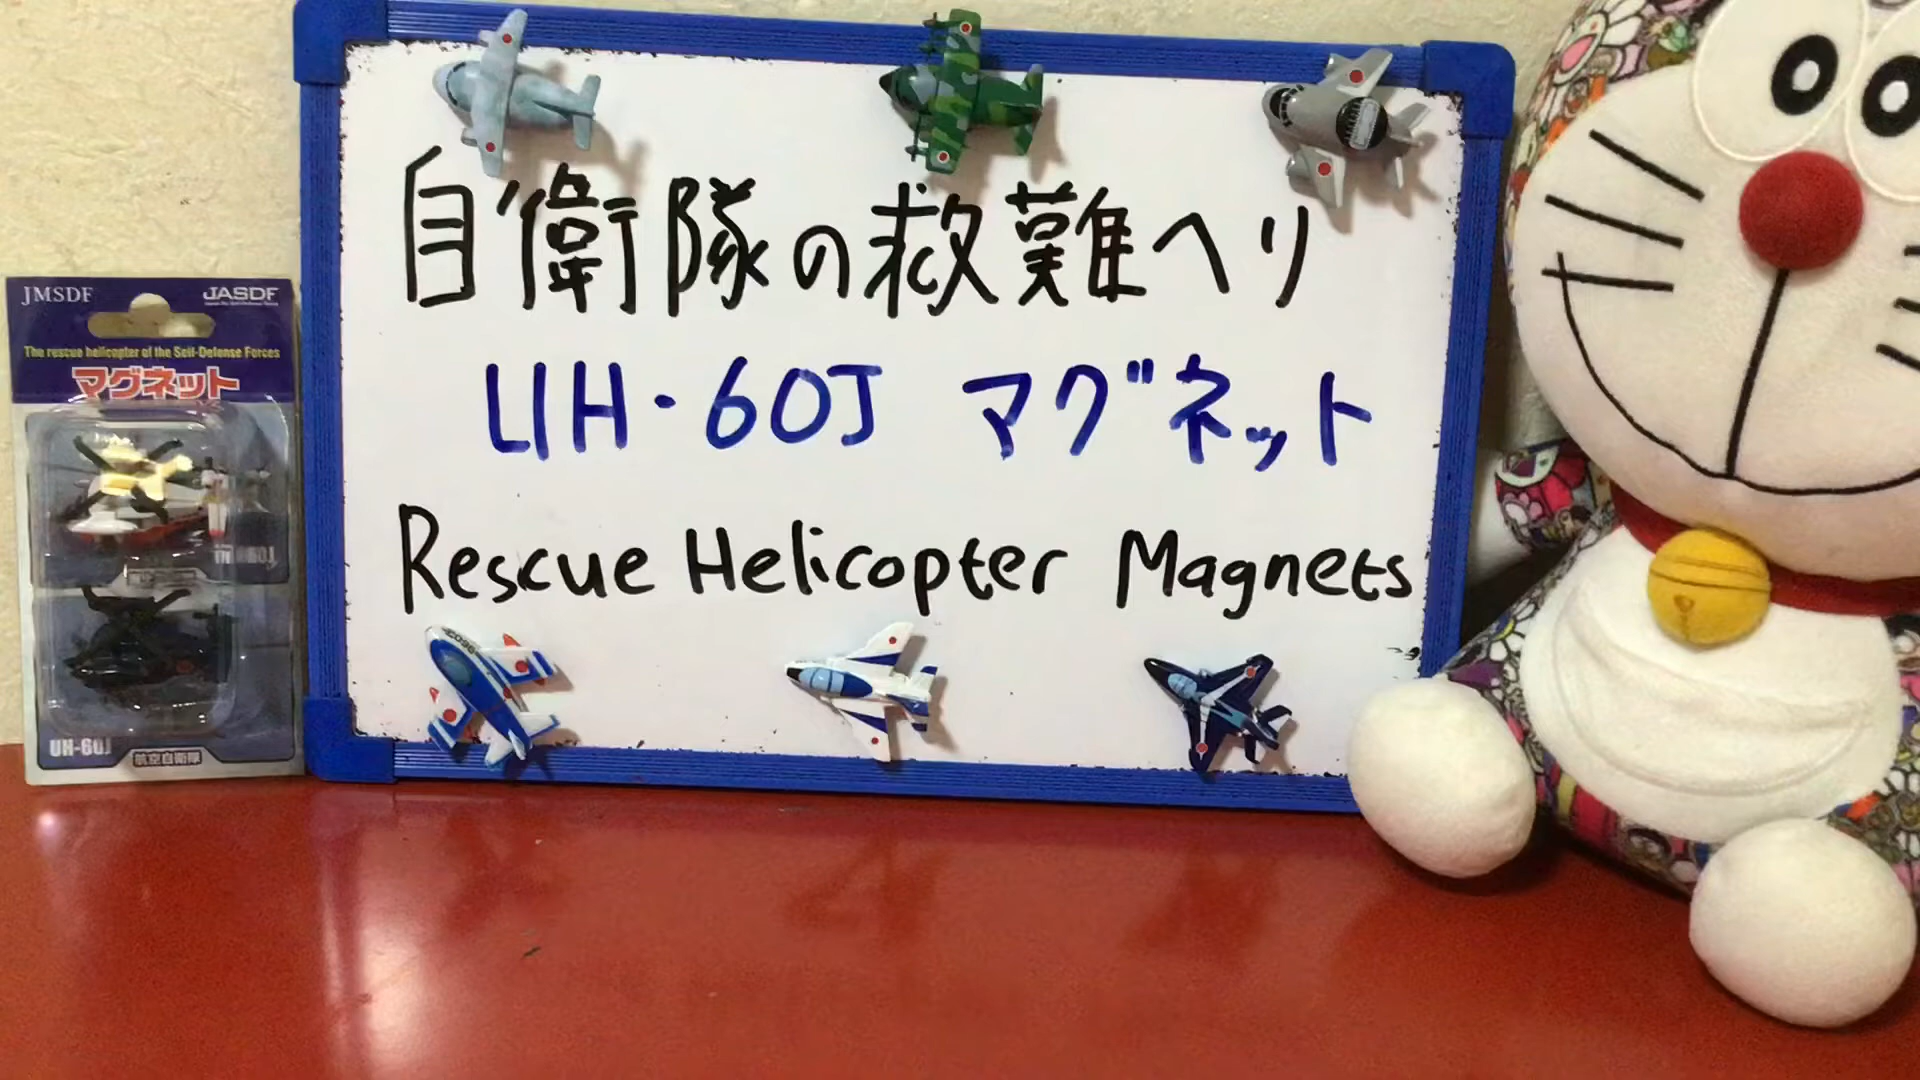 自衛隊の救難ヘリ
UH-60J マグネット
Rescue Helicopter Magnets
JMSDF JASDF
The rescue helicopter of the Self-Defense Forces
マグネット
UH-60J
UH-60J
航空自衛隊